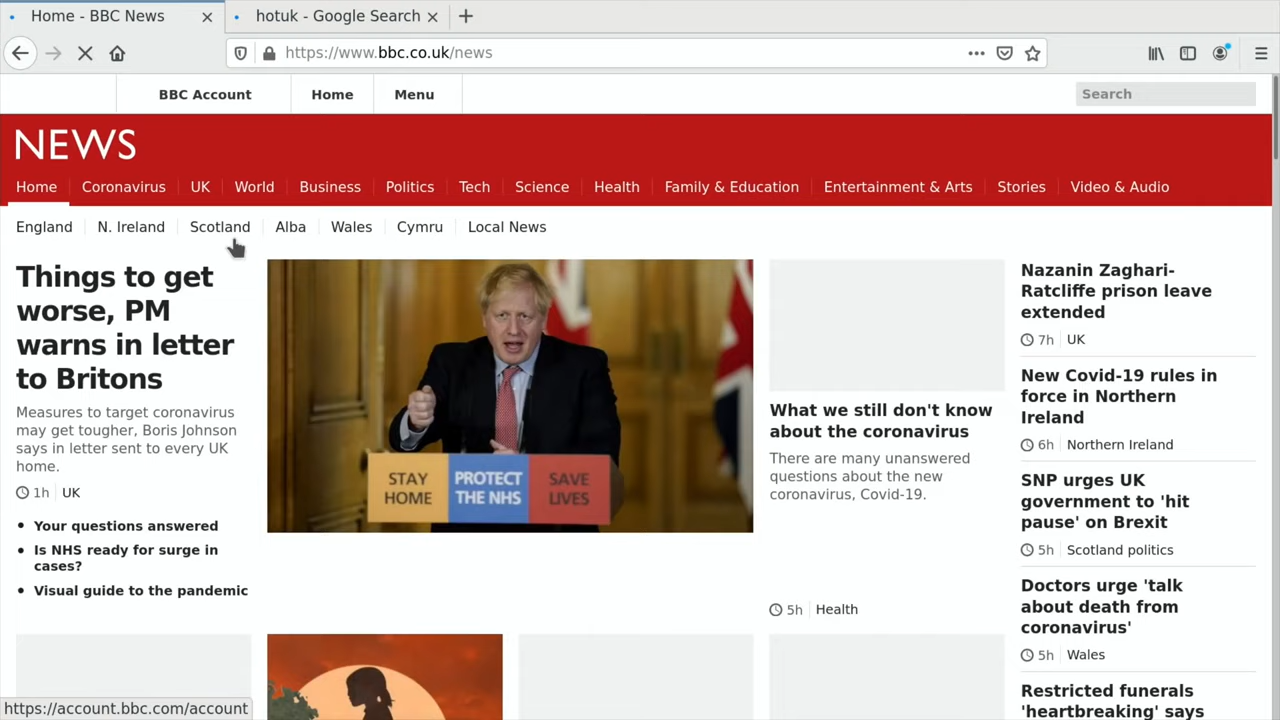 Home - BBC News
hotuk - Google Search
https://www.bbc.co.uk/news
BBC Account
Home
Menu
Search
NEWS
Home
Coronavirus
UK
World
Business
Politics
Tech
Science
Health
Family & Education
Entertainment & Arts
Stories
Video & Audio
England
N. Ireland
Scotland
Alba
Wales
Cymru
Local News
Things to get
worse, PM
warns in letter
to Britons
Measures to target coronavirus
may get tougher, Boris Johnson
says in letter sent to every UK
home.
1h
UK
Your questions answered
Is NHS ready for surge in
cases?
Visual guide to the pandemic
STAY
HOME
PROTECT
THE NHS
SAVE
LIVES
What we still don't know
about the coronavirus
There are many unanswered
questions about the new
coronavirus, Covid-19.
5h
Health
Nazanin Zaghari-
Ratcliffe prison leave
extended
7h
UK
New Covid-19 rules in
force in Northern
Ireland
6h
Northern Ireland
SNP urges UK
government to 'hit
pause' on Brexit
5h
Scotland politics
Doctors urge 'talk
about death from
coronavirus'
5h
Wales
Restricted funerals
'heartbreaking' says
https://account.bbc.com/account